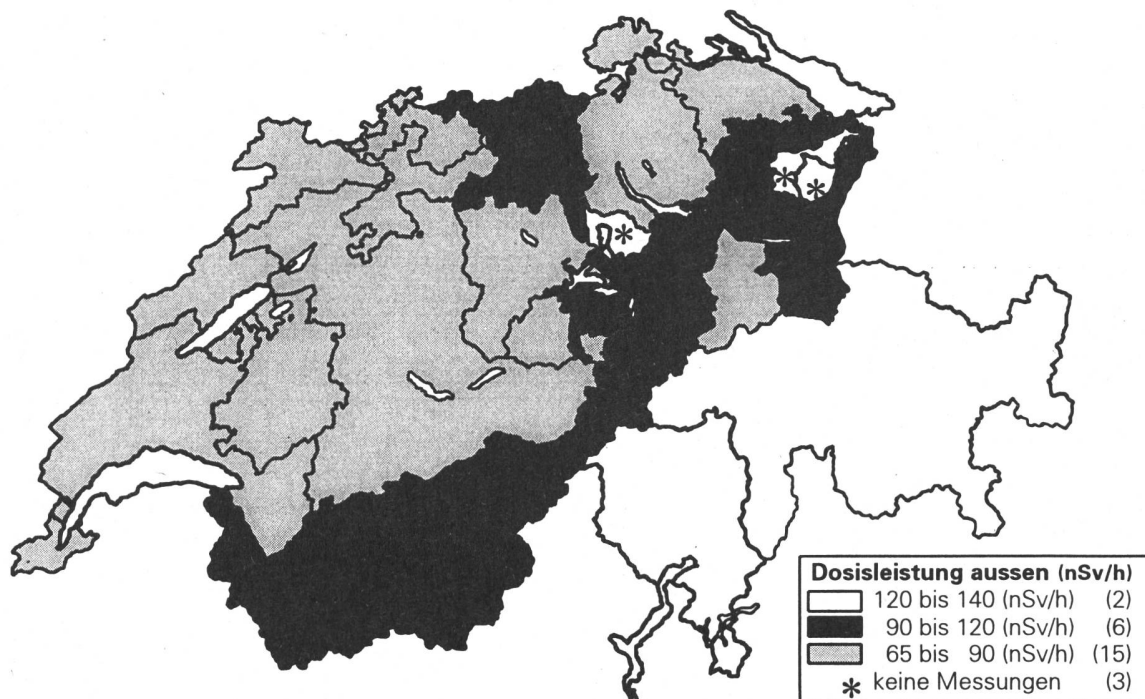 *
*
*
Dosisleistung aussen (nSv/h)
120 bis 140 (nSv/h) (2)
90 bis 120 (nSv/h) (6)
65 bis 90 (nSv/h) (15)
* keine Messungen (3)